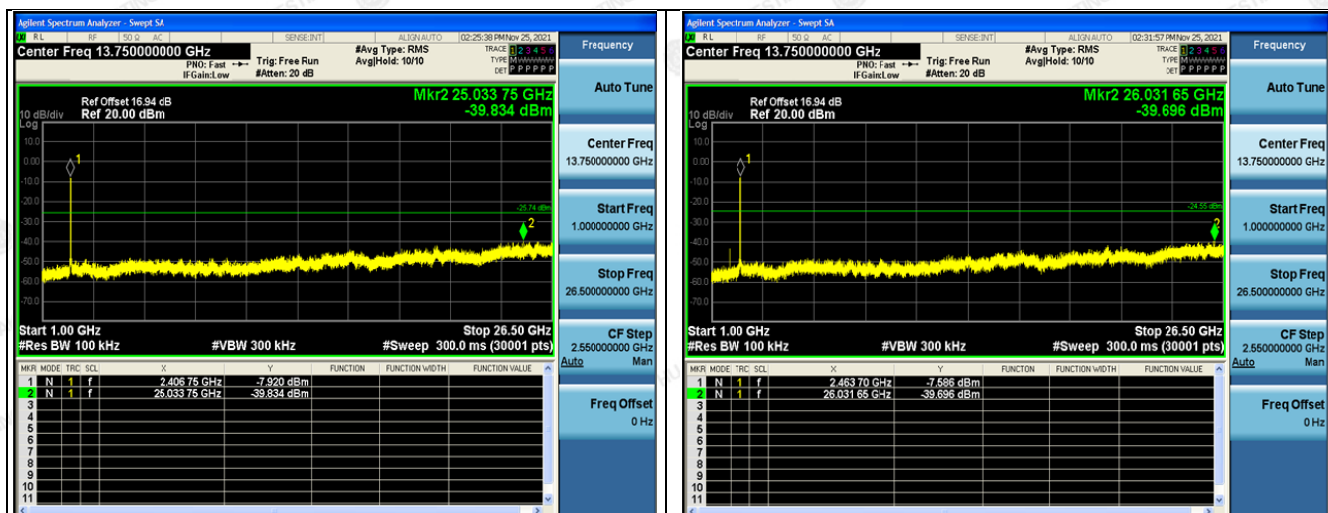 Agilent Spectrum Analyzer - Swept SA
RL RF 50 Ω AC SENSE:INT ALIGN AUTO 02:25:38 PM Nov 25, 2021
Center Freq 13.750000000 GHz
PNO: Fast
IFGain:Low
Trig: Free Run
#Atten: 20 dB
#Avg Type: RMS
Avg|Hold: 10/10
TRACE 1 2 3 4 5 6
TYPE M
DET P P P P P P
Mkr2 25.033 75 GHz
-39.834 dBm
Ref Offset 16.94 dB
10 dB/div Ref 20.00 dBm
Log
10.0
0.00
-10.0
-20.0
-30.0
-40.0
-50.0
-60.0
-70.0
1
-25.74 dBm
2
Start 1.00 GHz Stop 26.50 GHz
#Res BW 100 kHz #VBW 300 kHz #Sweep 300.0 ms (30001 pts)
MKR MODE TRC SCL X Y FUNCTION FUNCTION WIDTH FUNCTION VALUE
1 N 1 f 2.406 75 GHz -7.920 dBm
2 N 1 f 25.033 75 GHz -39.834 dBm
3
4
5
6
7
8
9
10
11
Frequency
Auto Tune
Center Freq
13.750000000 GHz
Start Freq
1.000000000 GHz
Stop Freq
26.500000000 GHz
CF Step
2.550000000 GHz
Auto Man
Freq Offset
0 Hz
Agilent Spectrum Analyzer - Swept SA
RL RF 50 Ω AC SENSE:INT ALIGN AUTO 02:31:57 PM Nov 25, 2021
Center Freq 13.750000000 GHz
PNO: Fast
IFGain:Low
Trig: Free Run
#Atten: 20 dB
#Avg Type: RMS
Avg|Hold: 10/10
TRACE 1 2 3 4 5 6
TYPE M
DET P P P P P P
Mkr2 26.031 65 GHz
-39.696 dBm
Ref Offset 16.94 dB
10 dB/div Ref 20.00 dBm
Log
10.0
0.00
-10.0
-20.0
-30.0
-40.0
-50.0
-60.0
-70.0
1
-24.55 dBm
2
Start 1.00 GHz Stop 26.50 GHz
#Res BW 100 kHz #VBW 300 kHz #Sweep 300.0 ms (30001 pts)
MKR MODE TRC SCL X Y FUNCTON FUNCTION WIDTH FUNCTION VALUE
1 N 1 f 2.463 70 GHz -7.586 dBm
2 N 1 f 26.031 65 GHz -39.696 dBm
3
4
5
6
7
8
9
10
11
Frequency
Auto Tune
Center Freq
13.750000000 GHz
Start Freq
1.000000000 GHz
Stop Freq
26.500000000 GHz
CF Step
2.550000000 GHz
Auto Man
Freq Offset
0 Hz